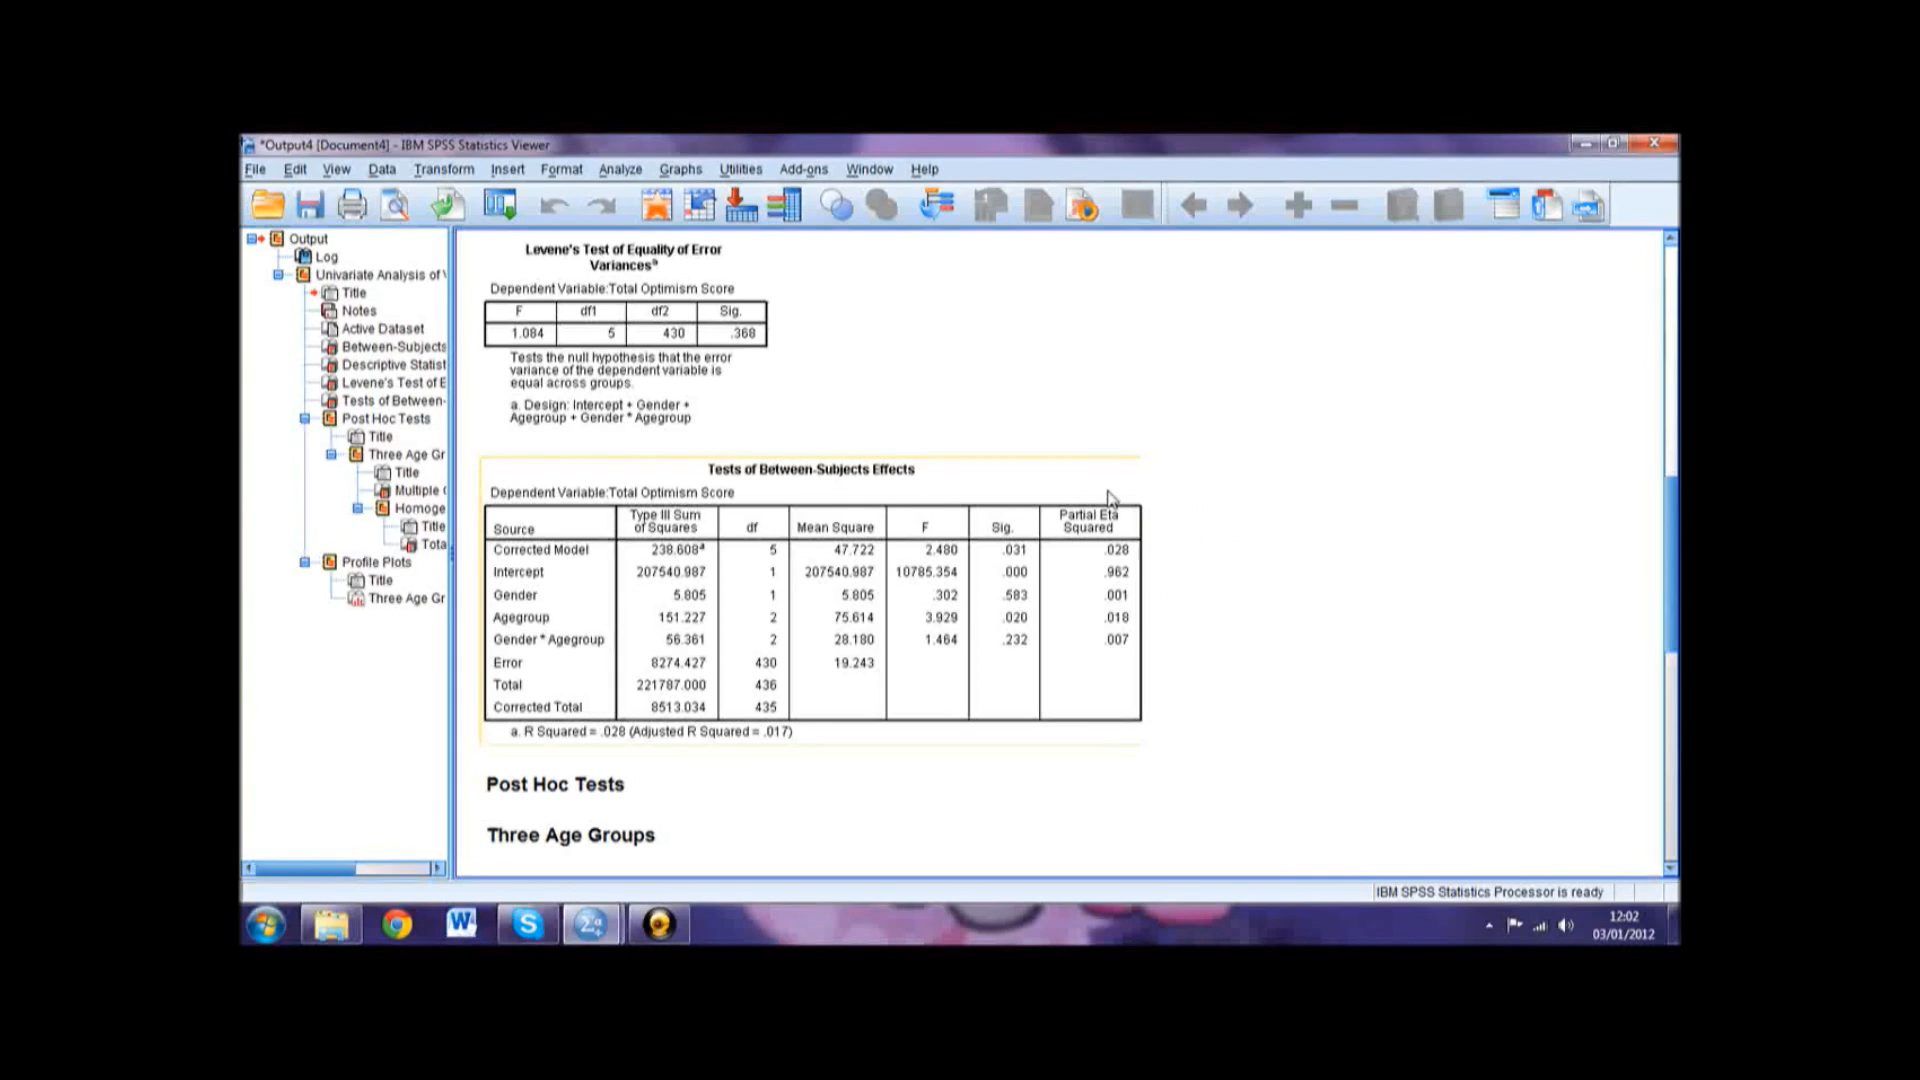 *Output4 [Document4] - IBM SPSS Statistics Viewer
File Edit View Data Transform Insert Format Analyze Graphs Utilities Add-ons Window Help
Output
Log
Univariate Analysis of V
Title
Notes
Active Dataset
Between-Subjects
Descriptive Statist
Levene's Test of E
Tests of Between-
Post Hoc Tests
Title
Three Age Gr
Title
Multiple C
Homoge
Title
Tota
Profile Plots
Title
Three Age Gr
Levene's Test of Equality of Error
Variancesª
Dependent Variable:Total Optimism Score
F df1 df2 Sig.
1.084 5 430 .368
Tests the null hypothesis that the error
variance of the dependent variable is
equal across groups.
a. Design: Intercept + Gender +
Agegroup + Gender * Agegroup
Tests of Between-Subjects Effects
Dependent Variable:Total Optimism Score
Source Type III Sum of Squares df Mean Square F Sig. Partial Eta Squared
Corrected Model 238.608ª 5 47.722 2.480 .031 .028
Intercept 207540.987 1 207540.987 10785.354 .000 .962
Gender 5.805 1 5.805 .302 .583 .001
Agegroup 151.227 2 75.614 3.929 .020 .018
Gender * Agegroup 56.361 2 28.180 1.464 .232 .007
Error 8274.427 430 19.243
Total 221787.000 436
Corrected Total 8513.034 435
a. R Squared = .028 (Adjusted R Squared = .017)
Post Hoc Tests
Three Age Groups
IBM SPSS Statistics Processor is ready
12:02
03/01/2012